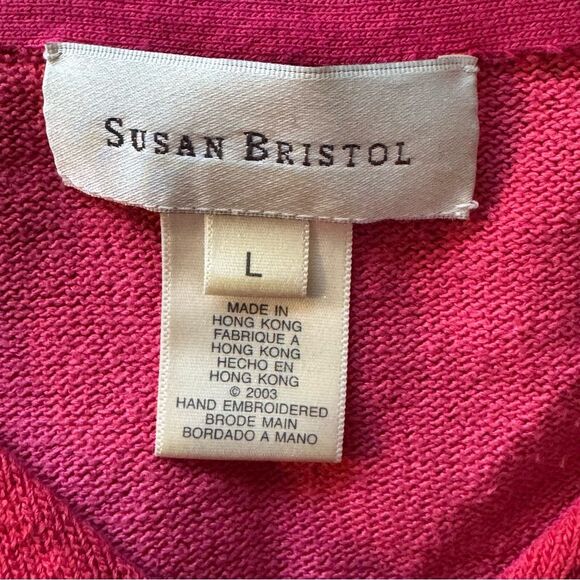 SUSAN BRISTOL
L
MADE IN
HONG KONG
FABRIQUE A
HONG KONG
HECHO EN
HONG KONG
© 2003
HAND EMBROIDERED
BRODE MAIN
BORDADO A MANO